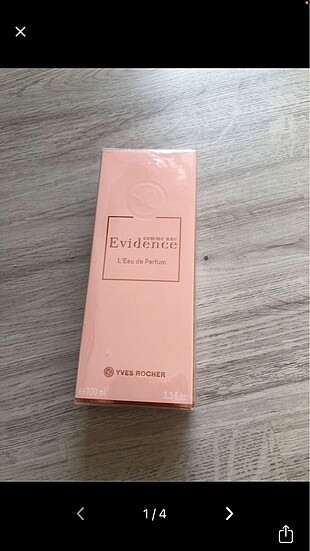 comme une
Evidence
L'Eau de Parfum
YVES ROCHER
100 ml
3.3 fl.oz
1/4